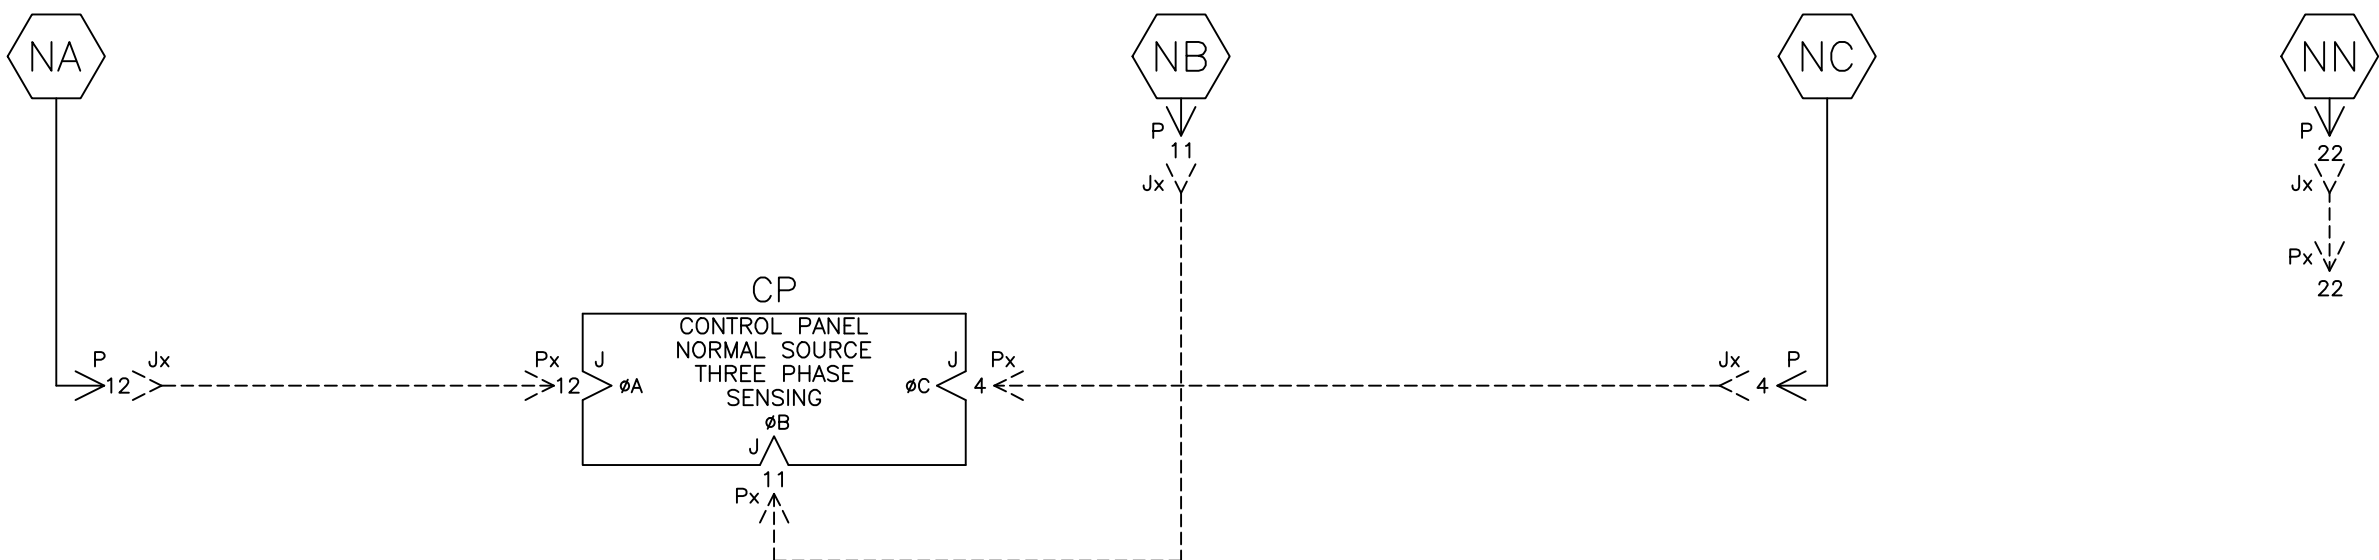 NA
NB
NC
NN
P
11
Jx
P
22
Jx
Px
22
CP
CONTROL PANEL
NORMAL SOURCE
THREE PHASE
SENSING
P
12
Jx
Px
12
J
øA
øC
J
4
Px
Jx
4
P
øB
J
11
Px